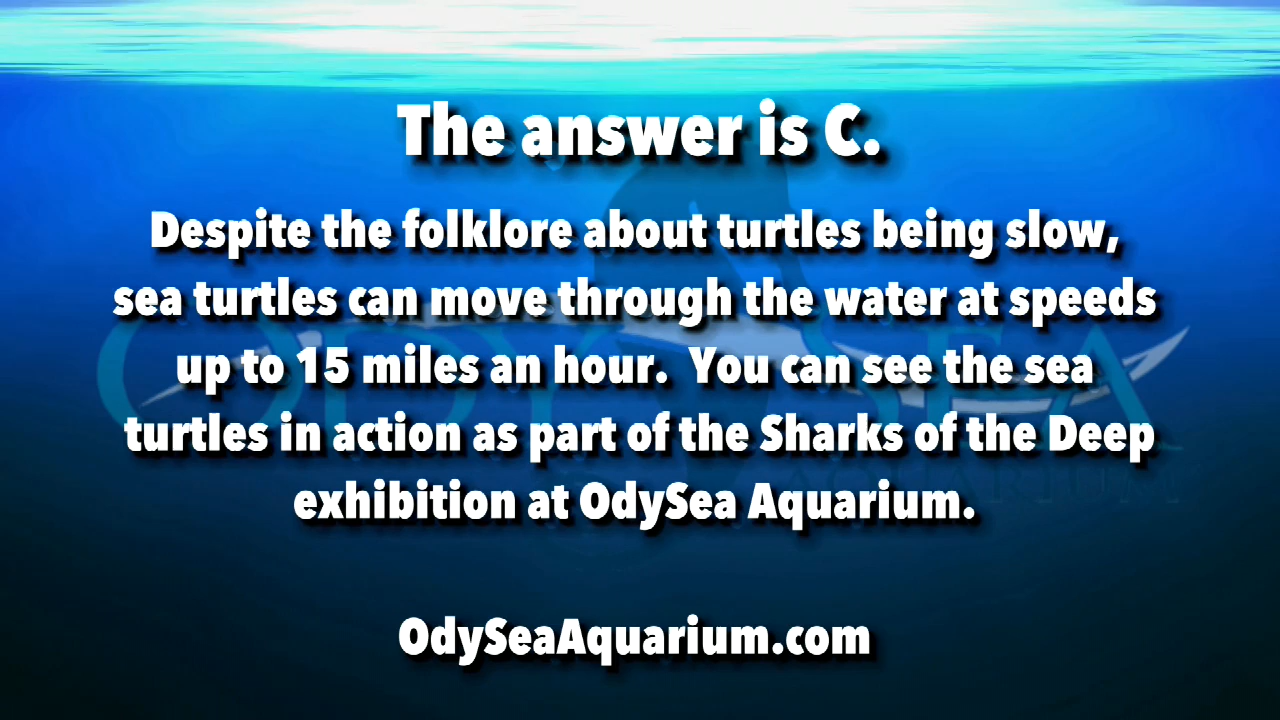 The answer is C.
Despite the folklore about turtles being slow,
sea turtles can move through the water at speeds
up to 15 miles an hour.  You can see the sea
turtles in action as part of the Sharks of the Deep
exhibition at OdySea Aquarium.
ODYSEA
AQUARIUM
OdySeaAquarium.com